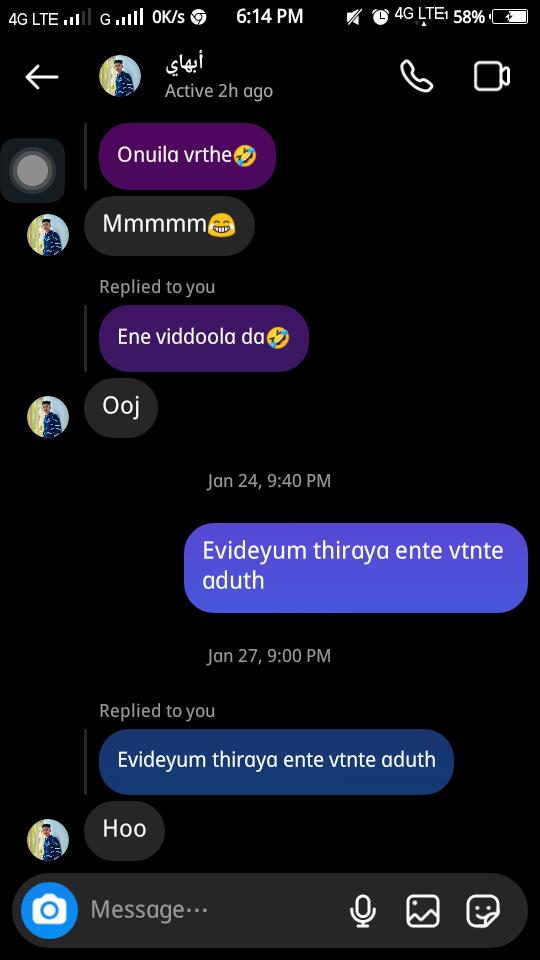 4G LTE G 0K/s 6:14 PM 4G LTE 58%
أبهاي
Active 2h ago
Onuila vrthe🤣
Mmmmm😂
Replied to you
Ene viddoola da🤣
Ooj
Jan 24, 9:40 PM
Evideyum thiraya ente vtnte
aduth
Jan 27, 9:00 PM
Replied to you
Evideyum thiraya ente vtnte aduth
Hoo
Message···